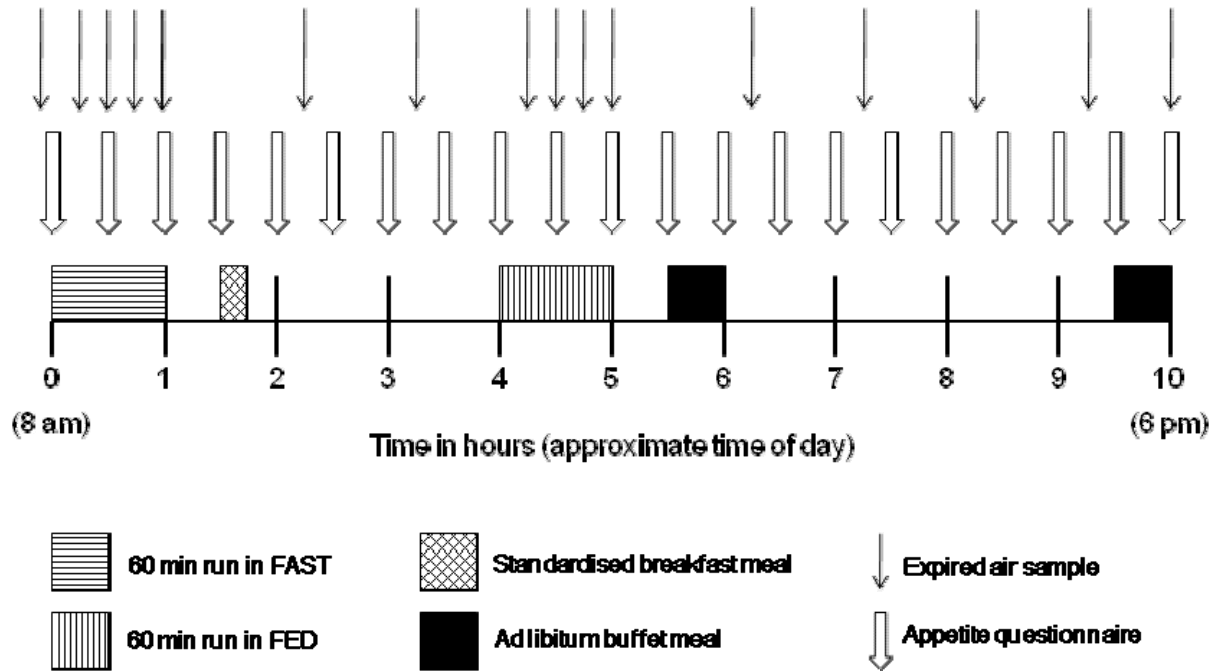 0 1 2 3 4 5 6 7 8 9 10
(8 am) (6 pm)
Time in hours (approximate time of day)
60 min run in FAST Standardised breakfast meal Expired air sample
60 min run in FED Ad libitum buffet meal Appetite questionnaire